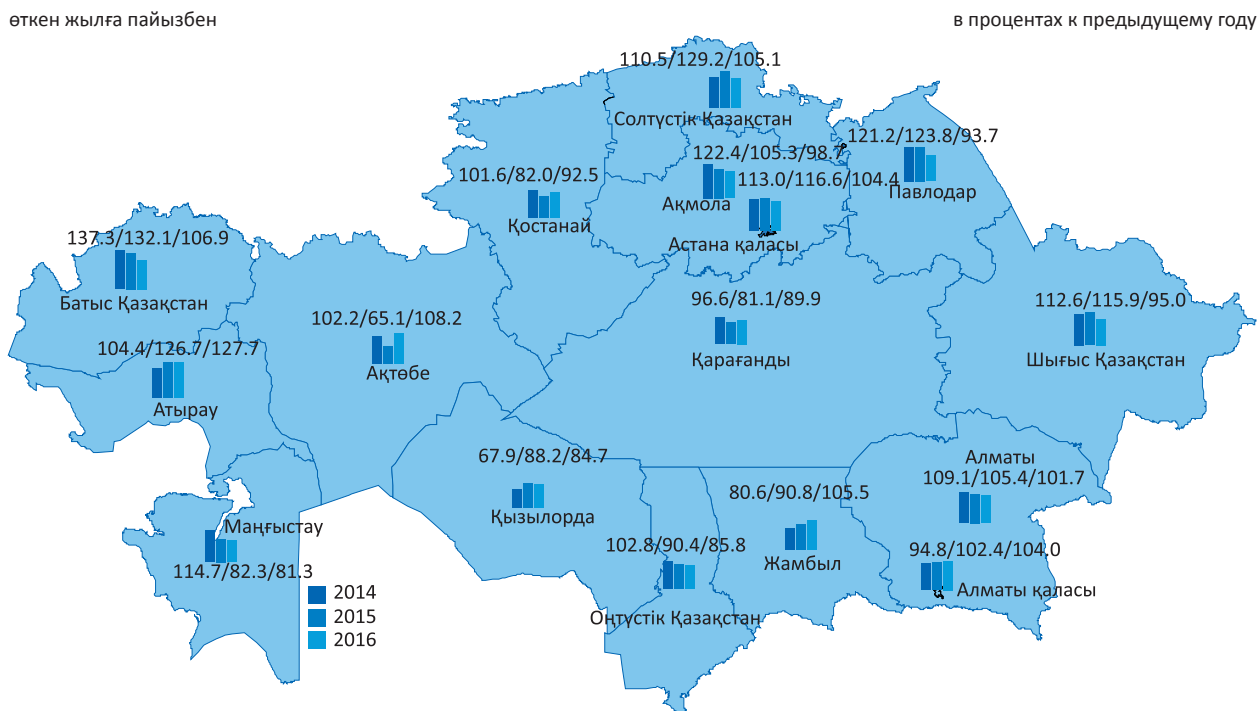 өткен жылға пайызбен
в процентах к предыдущему году
110.5/129.2/105.1
Солтүстік Қазақстан
121.2/123.8/93.7
Павлодар
122.4/105.3/98.7
Ақмола
113.0/116.6/104.4
Астана қаласы
101.6/82.0/92.5
Қостанай
137.3/132.1/106.9
Батыс Қазақстан
102.2/65.1/108.2
Ақтөбе
96.6/81.1/89.9
Қарағанды
112.6/115.9/95.0
Шығыс Қазақстан
104.4/126.7/127.7
Атырау
67.9/88.2/84.7
Қызылорда
80.6/90.8/105.5
Жамбыл
Алматы
109.1/105.4/101.7
94.8/102.4/104.0
Алматы қаласы
Маңғыстау
114.7/82.3/81.3
102.8/90.4/85.8
Оңтүстік Қазақстан
2014
2015
2016